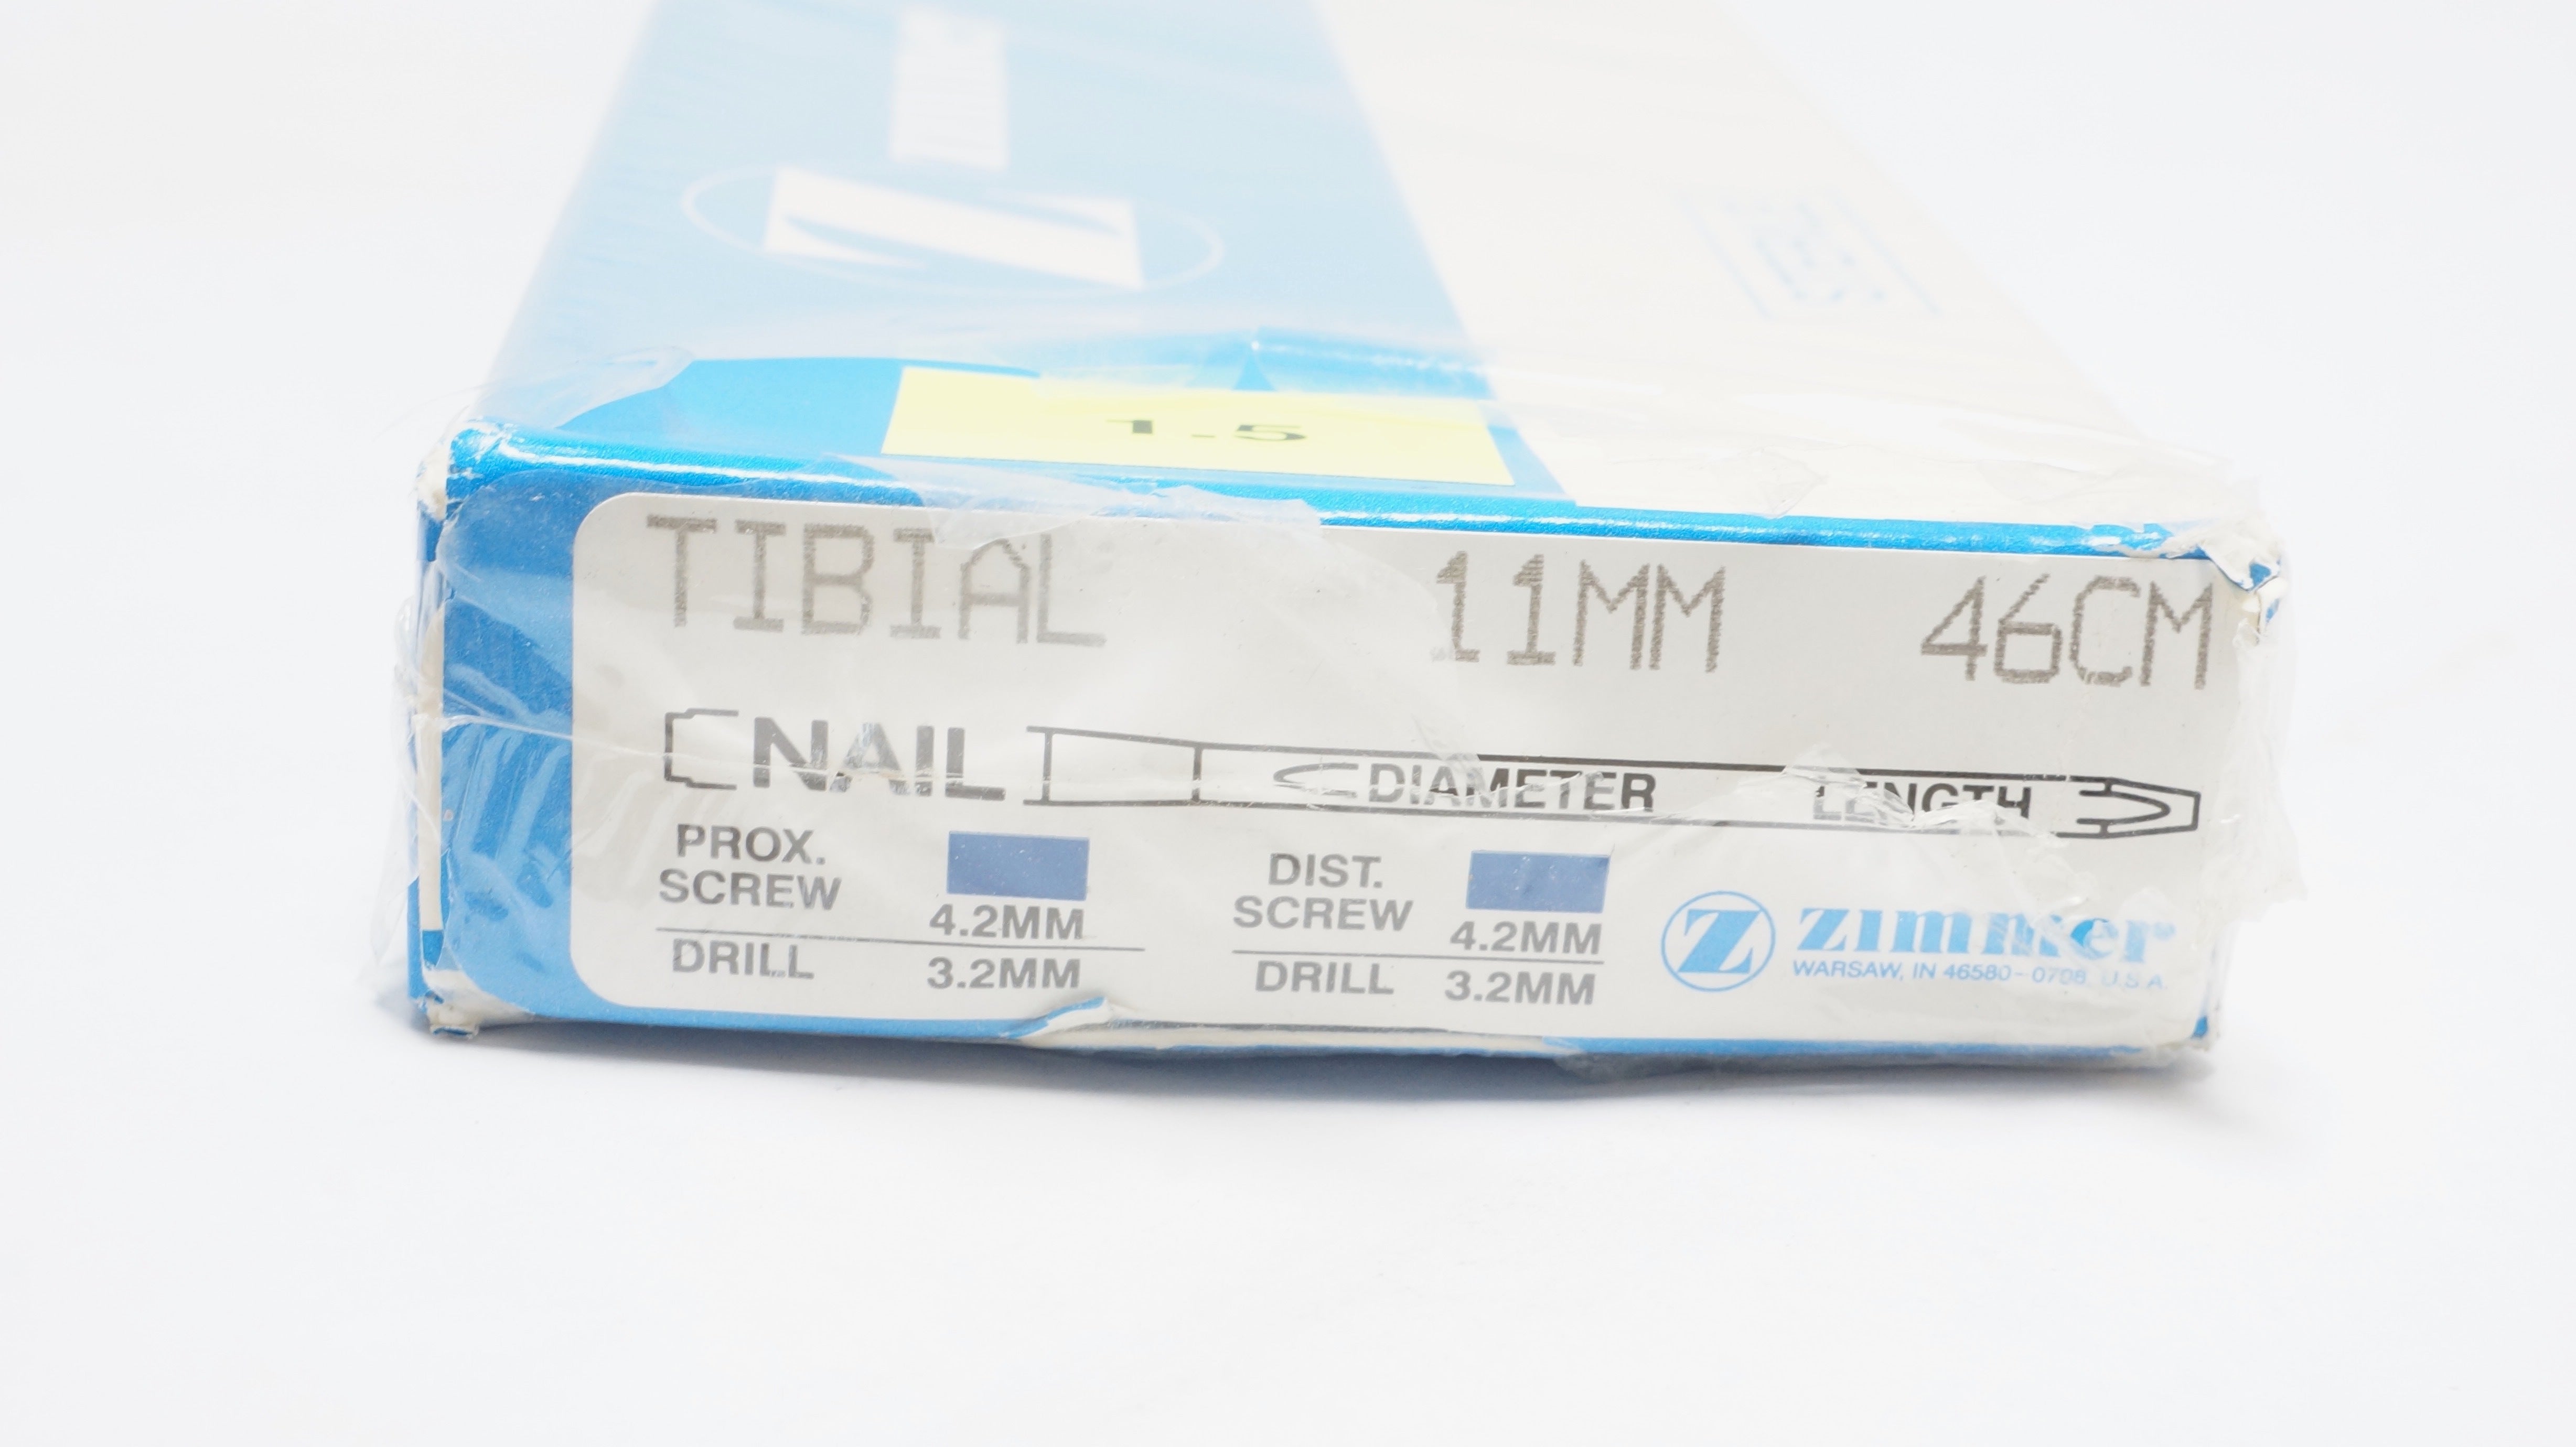 1.5
TIBIAL 11MM 46CM
NAIL DIAMETER LENGTH
PROX. SCREW 4.2MM
DRILL 3.2MM
DIST. SCREW 4.2MM
DRILL 3.2MM
Z zimmer
WARSAW, IN 46580-0708, U.S.A.